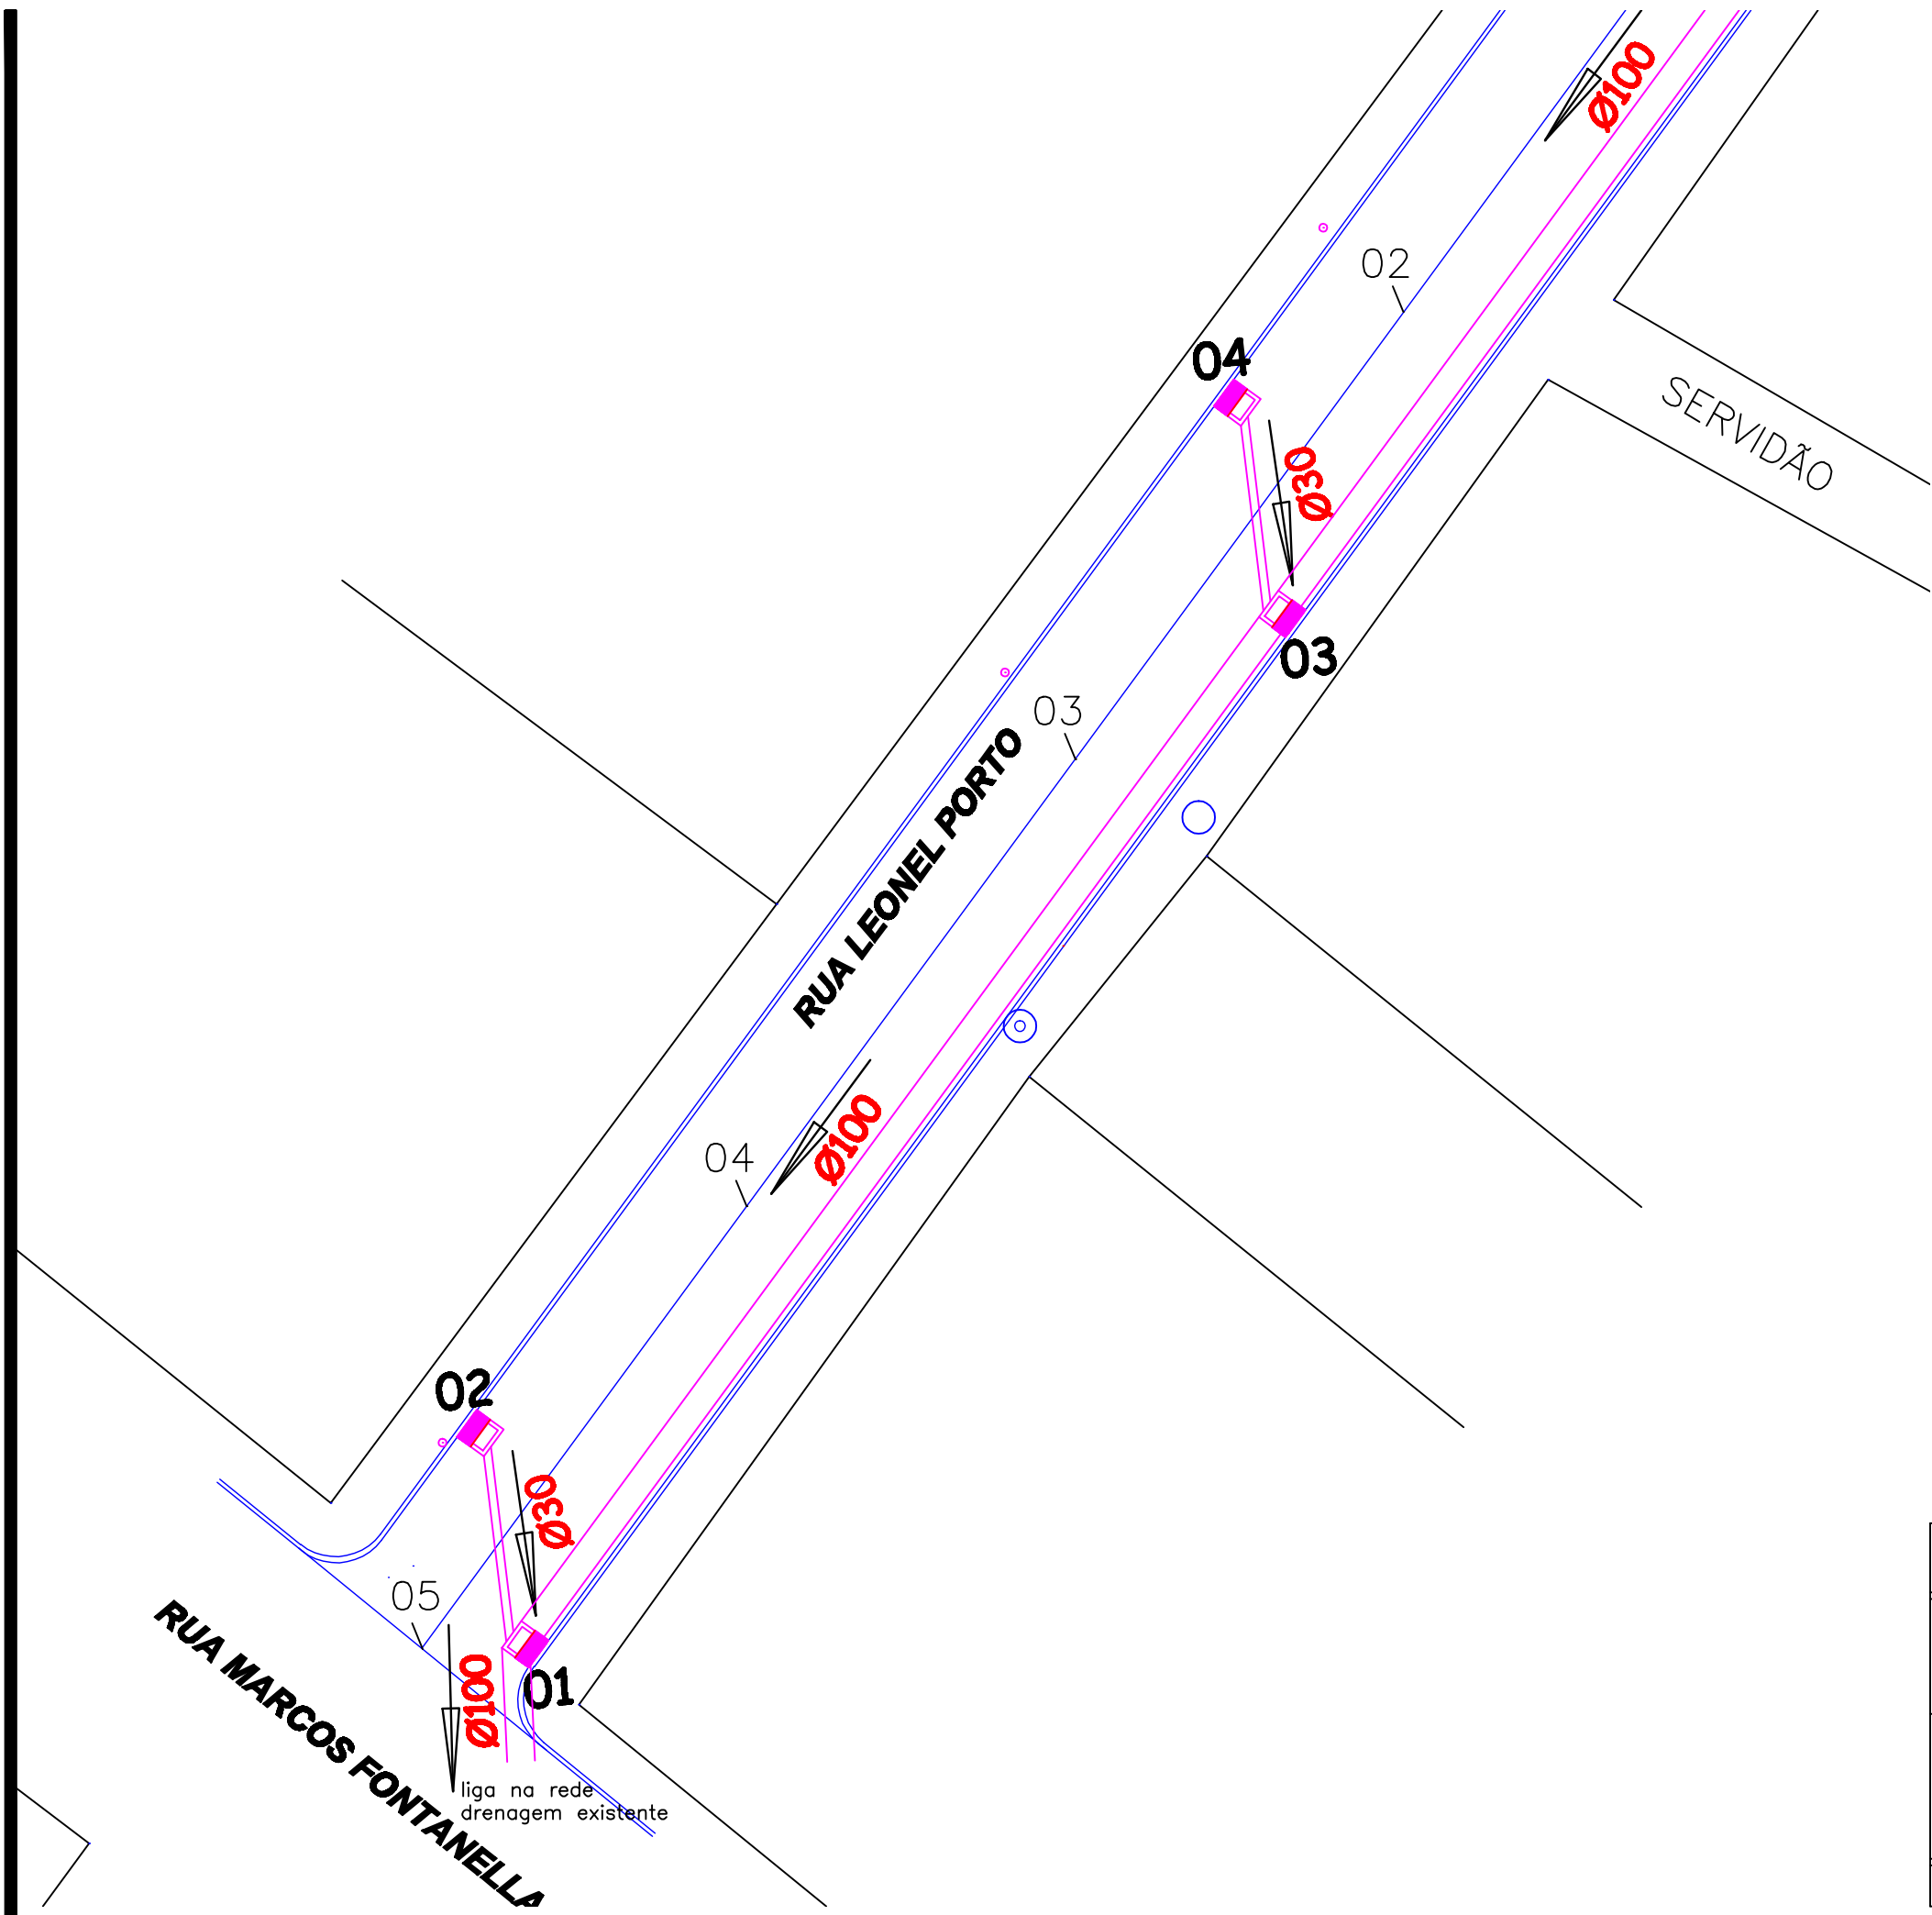 Ø100
02
04
SERVIDÃO
Ø30
03
03
RUA LEONEL PORTO
Ø100
04
02
Ø30
05
RUA MARCOS FONTANELLA
Ø100
01
liga na rede
drenagem existente